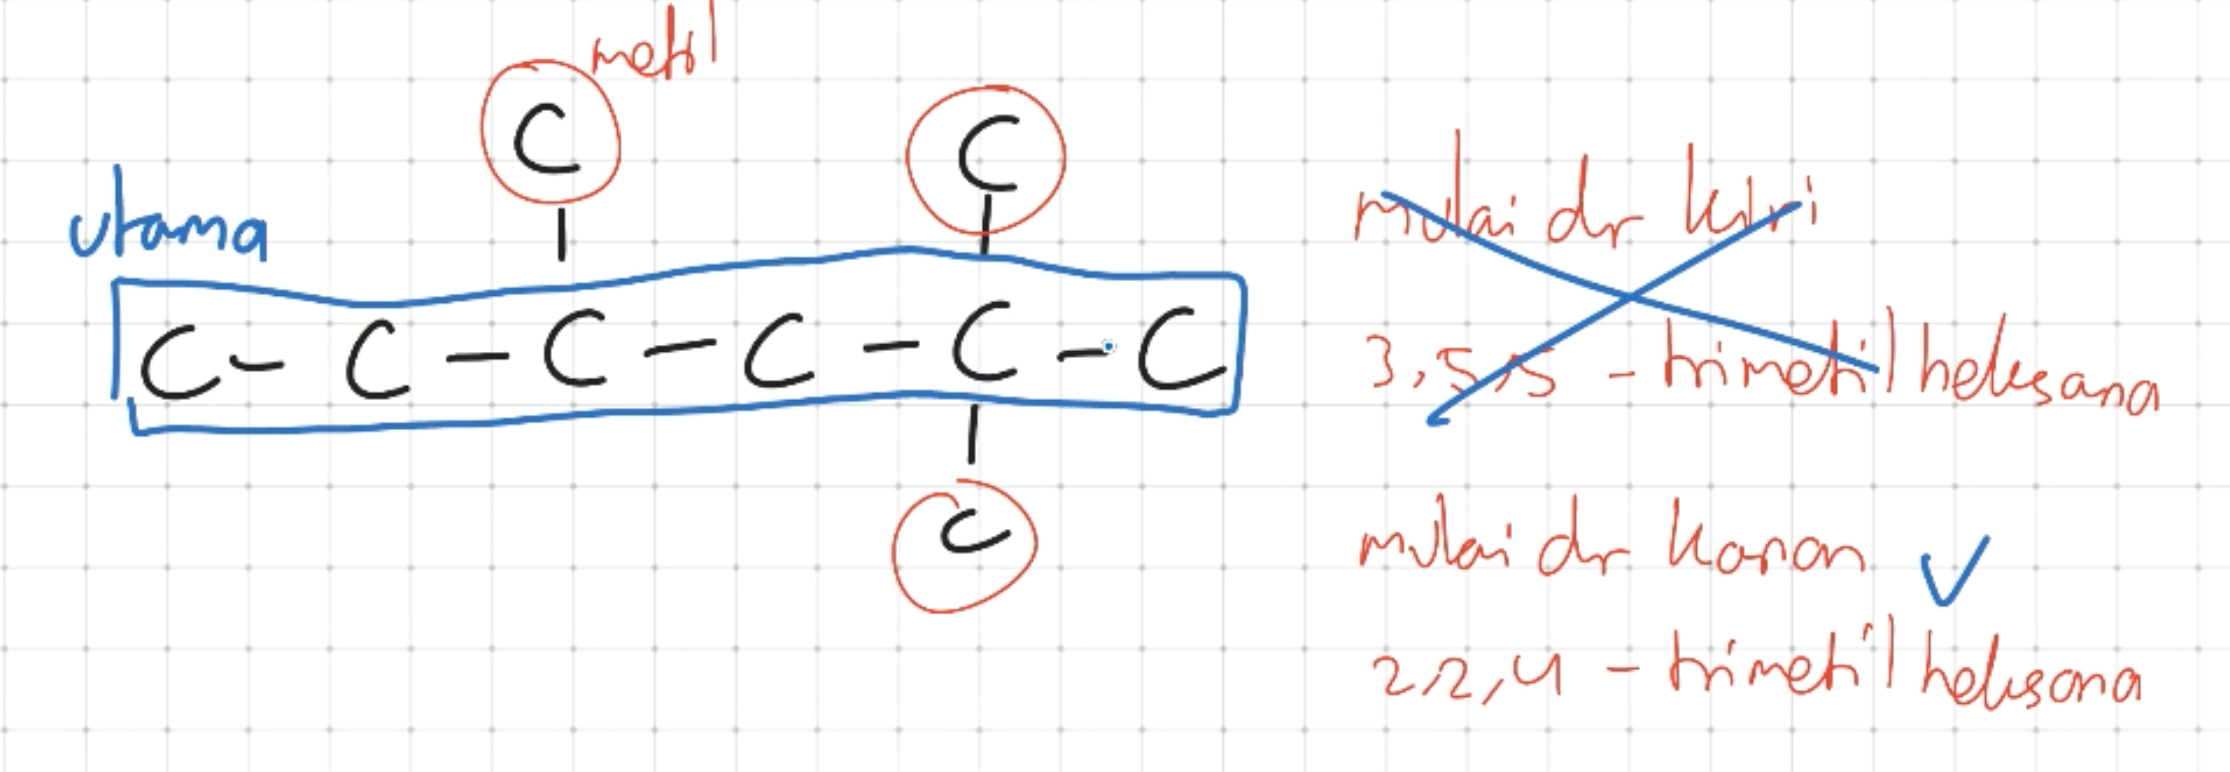 metil
C C
utama
C - C - C - C - C - C
C
mulai dr kiri
3,5,5 - trimetil heksana
mulai dr kanan ✓
2,2,4 - trimetil heksana